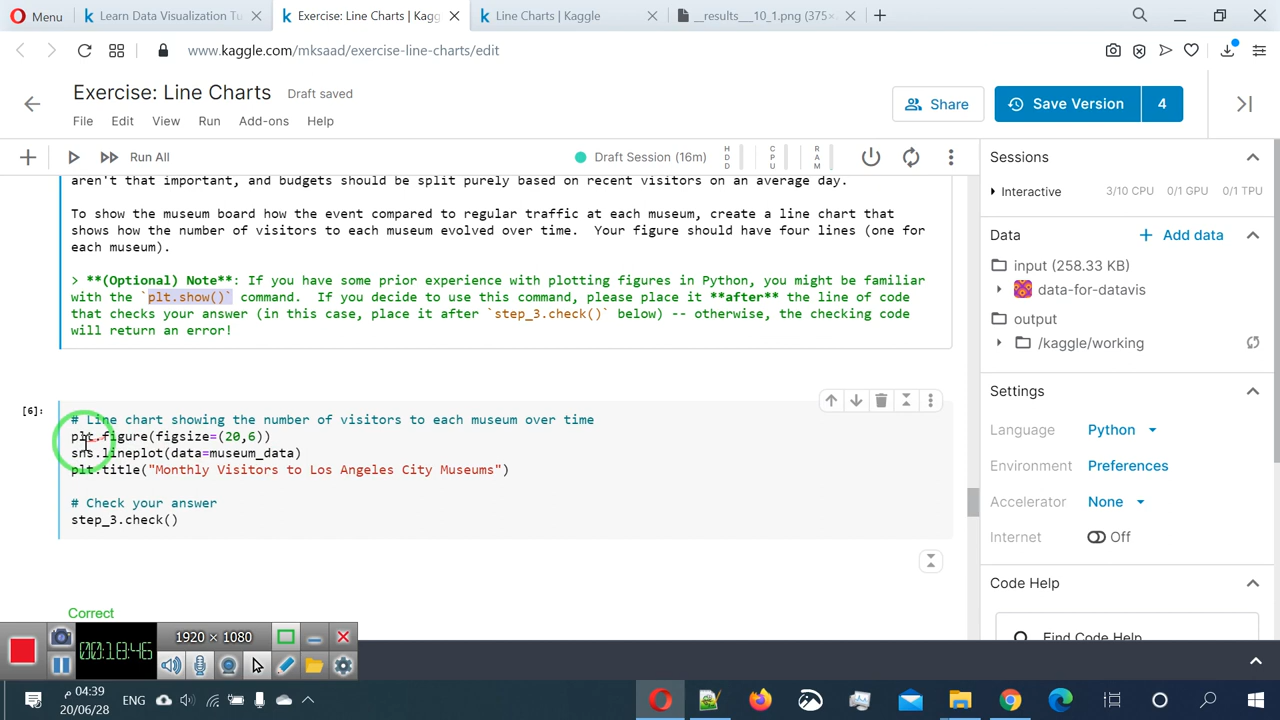 Menu
Learn Data Visualization Tu
Exercise: Line Charts | Kagg
Line Charts | Kaggle
__results___10_1.png (375×
www.kaggle.com/mksaad/exercise-line-charts/edit
Exercise: Line Charts
Draft saved
File Edit View Run Add-ons Help
Share
Save Version 4
Run All
Draft Session (16m)
HDD
CPU
RAM
aren't that important, and budgets should be split purely based on recent visitors on an average day.
To show the museum board how the event compared to regular traffic at each museum, create a line chart that
shows how the number of visitors to each museum evolved over time.  Your figure should have four lines (one for
each museum).
> **(Optional) Note**: If you have some prior experience with plotting figures in Python, you might be familiar
with the `plt.show()` command.  If you decide to use this command, please place it **after** the line of code
that checks your answer (in this case, place it after `step_3.check()` below) -- otherwise, the checking code
will return an error!
[6]:
# Line chart showing the number of visitors to each museum over time
plt.figure(figsize=(20,6))
sns.lineplot(data=museum_data)
plt.title("Monthly Visitors to Los Angeles City Museums")
# Check your answer
step_3.check()
Correct
Sessions
Interactive
3/10 CPU 0/1 GPU 0/1 TPU
Data
+ Add data
input (258.33 KB)
data-for-datavis
output
/kaggle/working
Settings
Language Python
Environment Preferences
Accelerator None
Internet Off
Code Help
Find Code Help
00:18:46
1920 × 1080
04:39 م
20/06/28
ENG